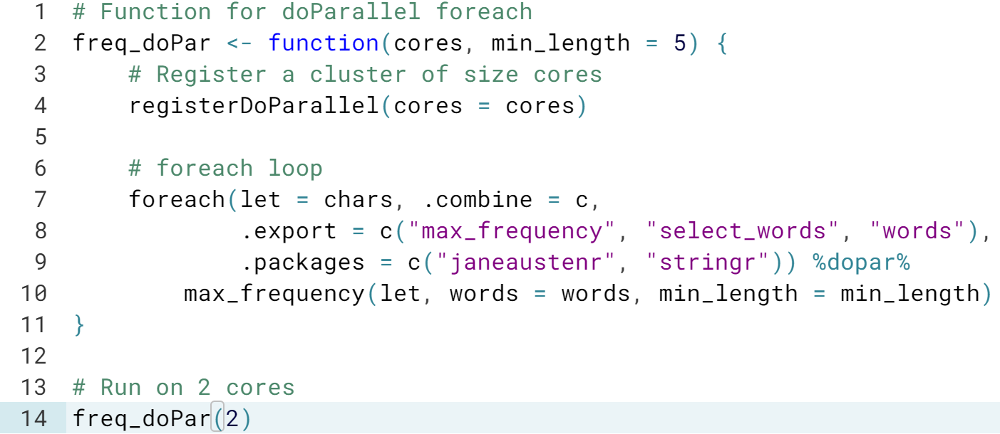 1 # Function for doParallel foreach
2 freq_doPar <- function(cores, min_length = 5) {
3     # Register a cluster of size cores
4     registerDoParallel(cores = cores)
5
6     # foreach loop
7     foreach(let = chars, .combine = c,
8             .export = c("max_frequency", "select_words", "words"),
9             .packages = c("janeaustenr", "stringr")) %dopar%
10         max_frequency(let, words = words, min_length = min_length)
11 }
12
13 # Run on 2 cores
14 freq_doPar(2)